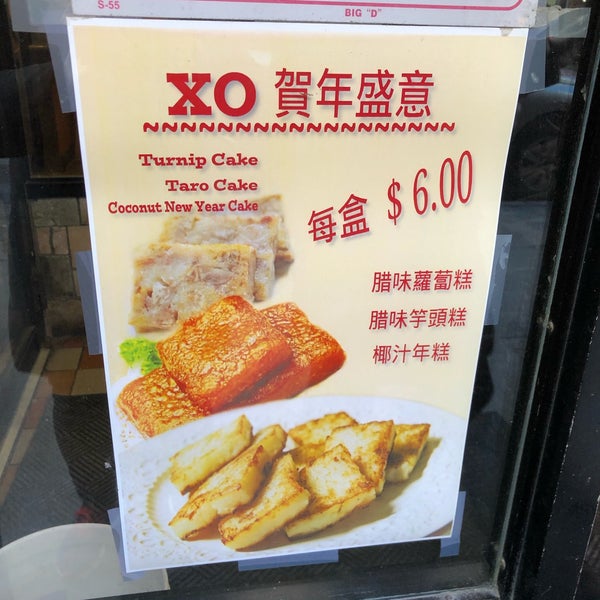 S-55
BIG "D"
XO 賀年盛意
Turnip Cake
Taro Cake
Coconut New Year Cake
每盒 $6.00
腊味蘿蔔糕
腊味竽頭糕
椰汁年糕